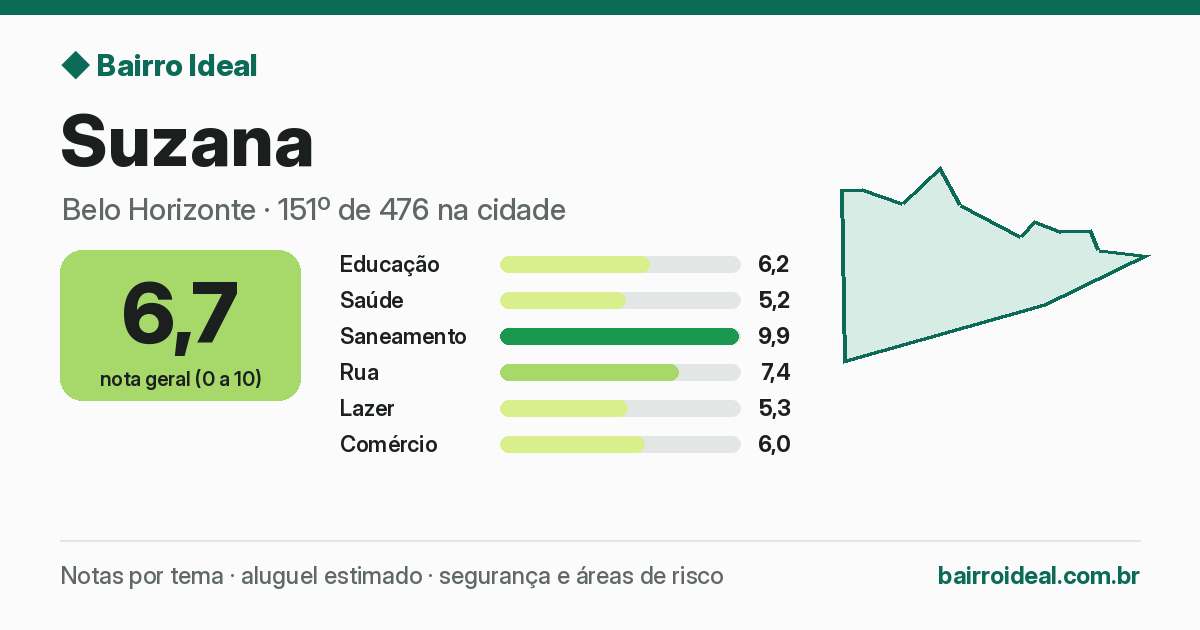 Bairro Ideal
Suzana
Belo Horizonte · 151º de 476 na cidade
6,7
nota geral (0 a 10)
Educação 6,2
Saúde 5,2
Saneamento 9,9
Rua 7,4
Lazer 5,3
Comércio 6,0
Notas por tema · aluguel estimado · segurança e áreas de risco
bairroideal.com.br